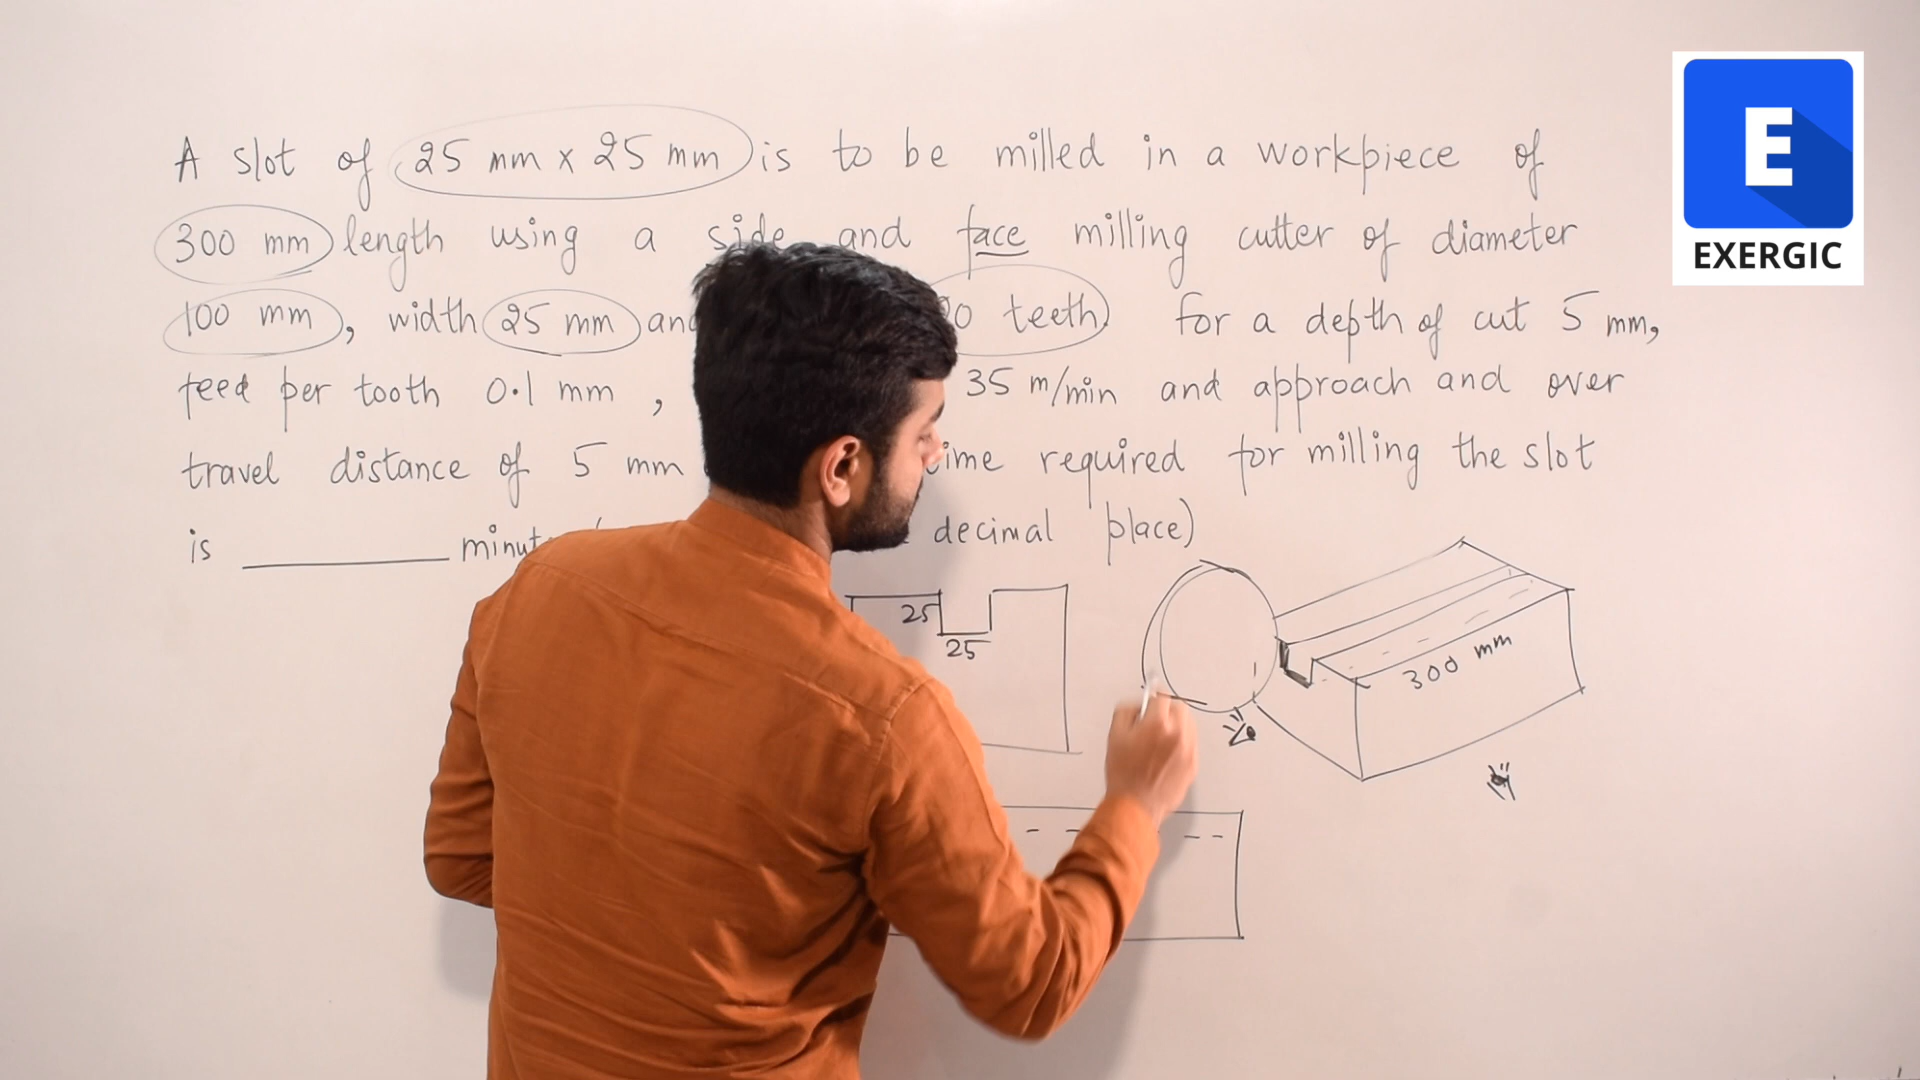 A slot of 25 mm x 25 mm is to be milled in a workpiece of
300 mm length using a side and face milling cutter of diameter
100 mm, width 25 mm and teeth. for a depth of cut 5 mm,
feed per tooth 0.1 mm, 35 m/min and approach and over
travel distance of 5 mm required for milling the slot
is decimal place)
25
25
300 mm
E
EXERGIC